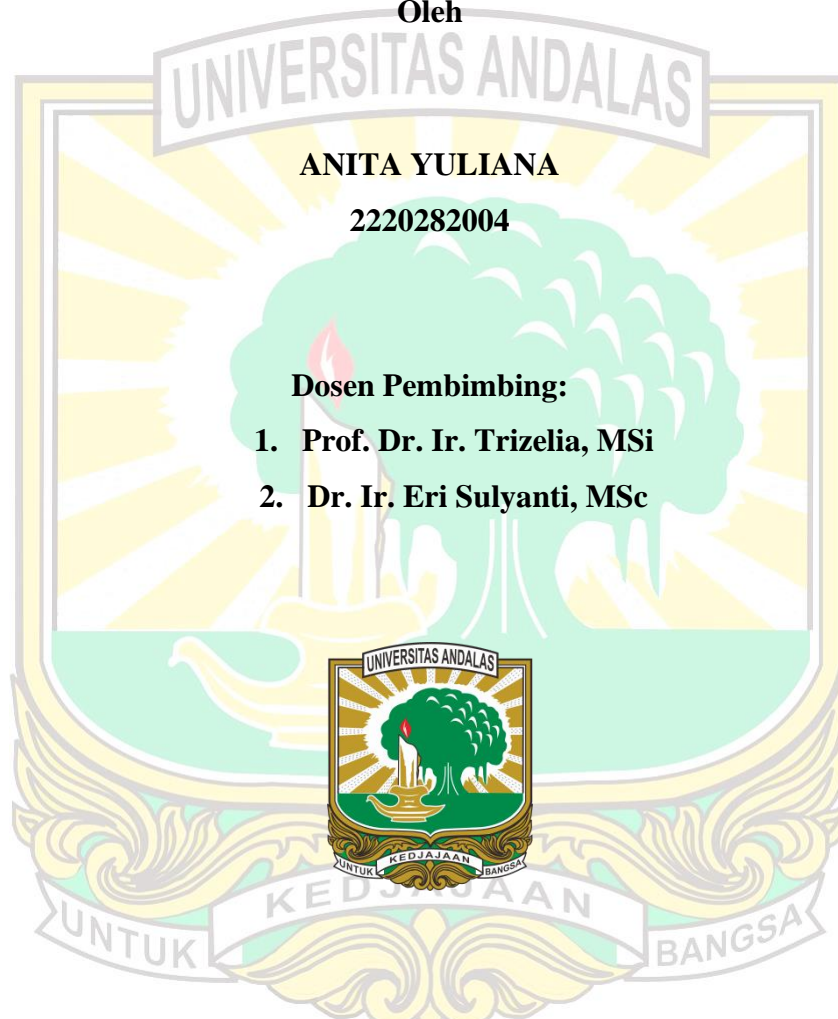 Oleh
UNIVERSITAS ANDALAS
ANITA YULIANA
2220282004
Dosen Pembimbing:
1. Prof. Dr. Ir. Trizelia, MSi
2. Dr. Ir. Eri Sulyanti, MSc
UNIVERSITAS ANDALAS
UNTUK KEDJAJAAN BANGSA
UNTUK KEDJAJAAN BANGSA